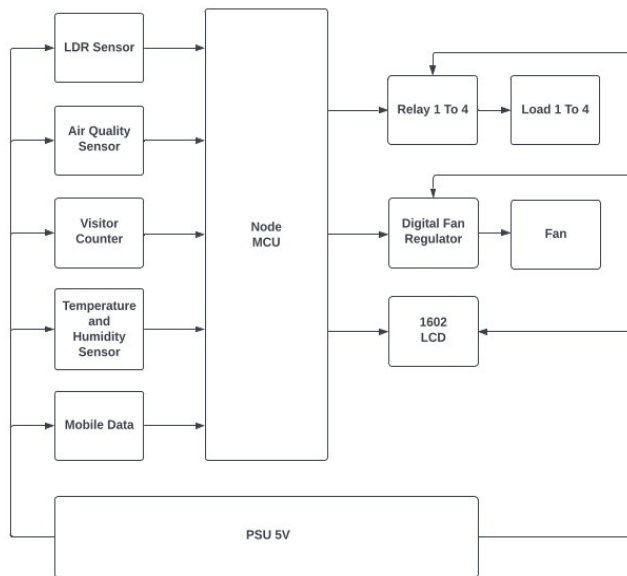 LDR Sensor
Air Quality
Sensor
Visitor
Counter
Temperature
and
Humidity
Sensor
Mobile Data
Node
MCU
Relay 1 To 4
Load 1 To 4
Digital Fan
Regulator
Fan
1602
LCD
PSU 5V